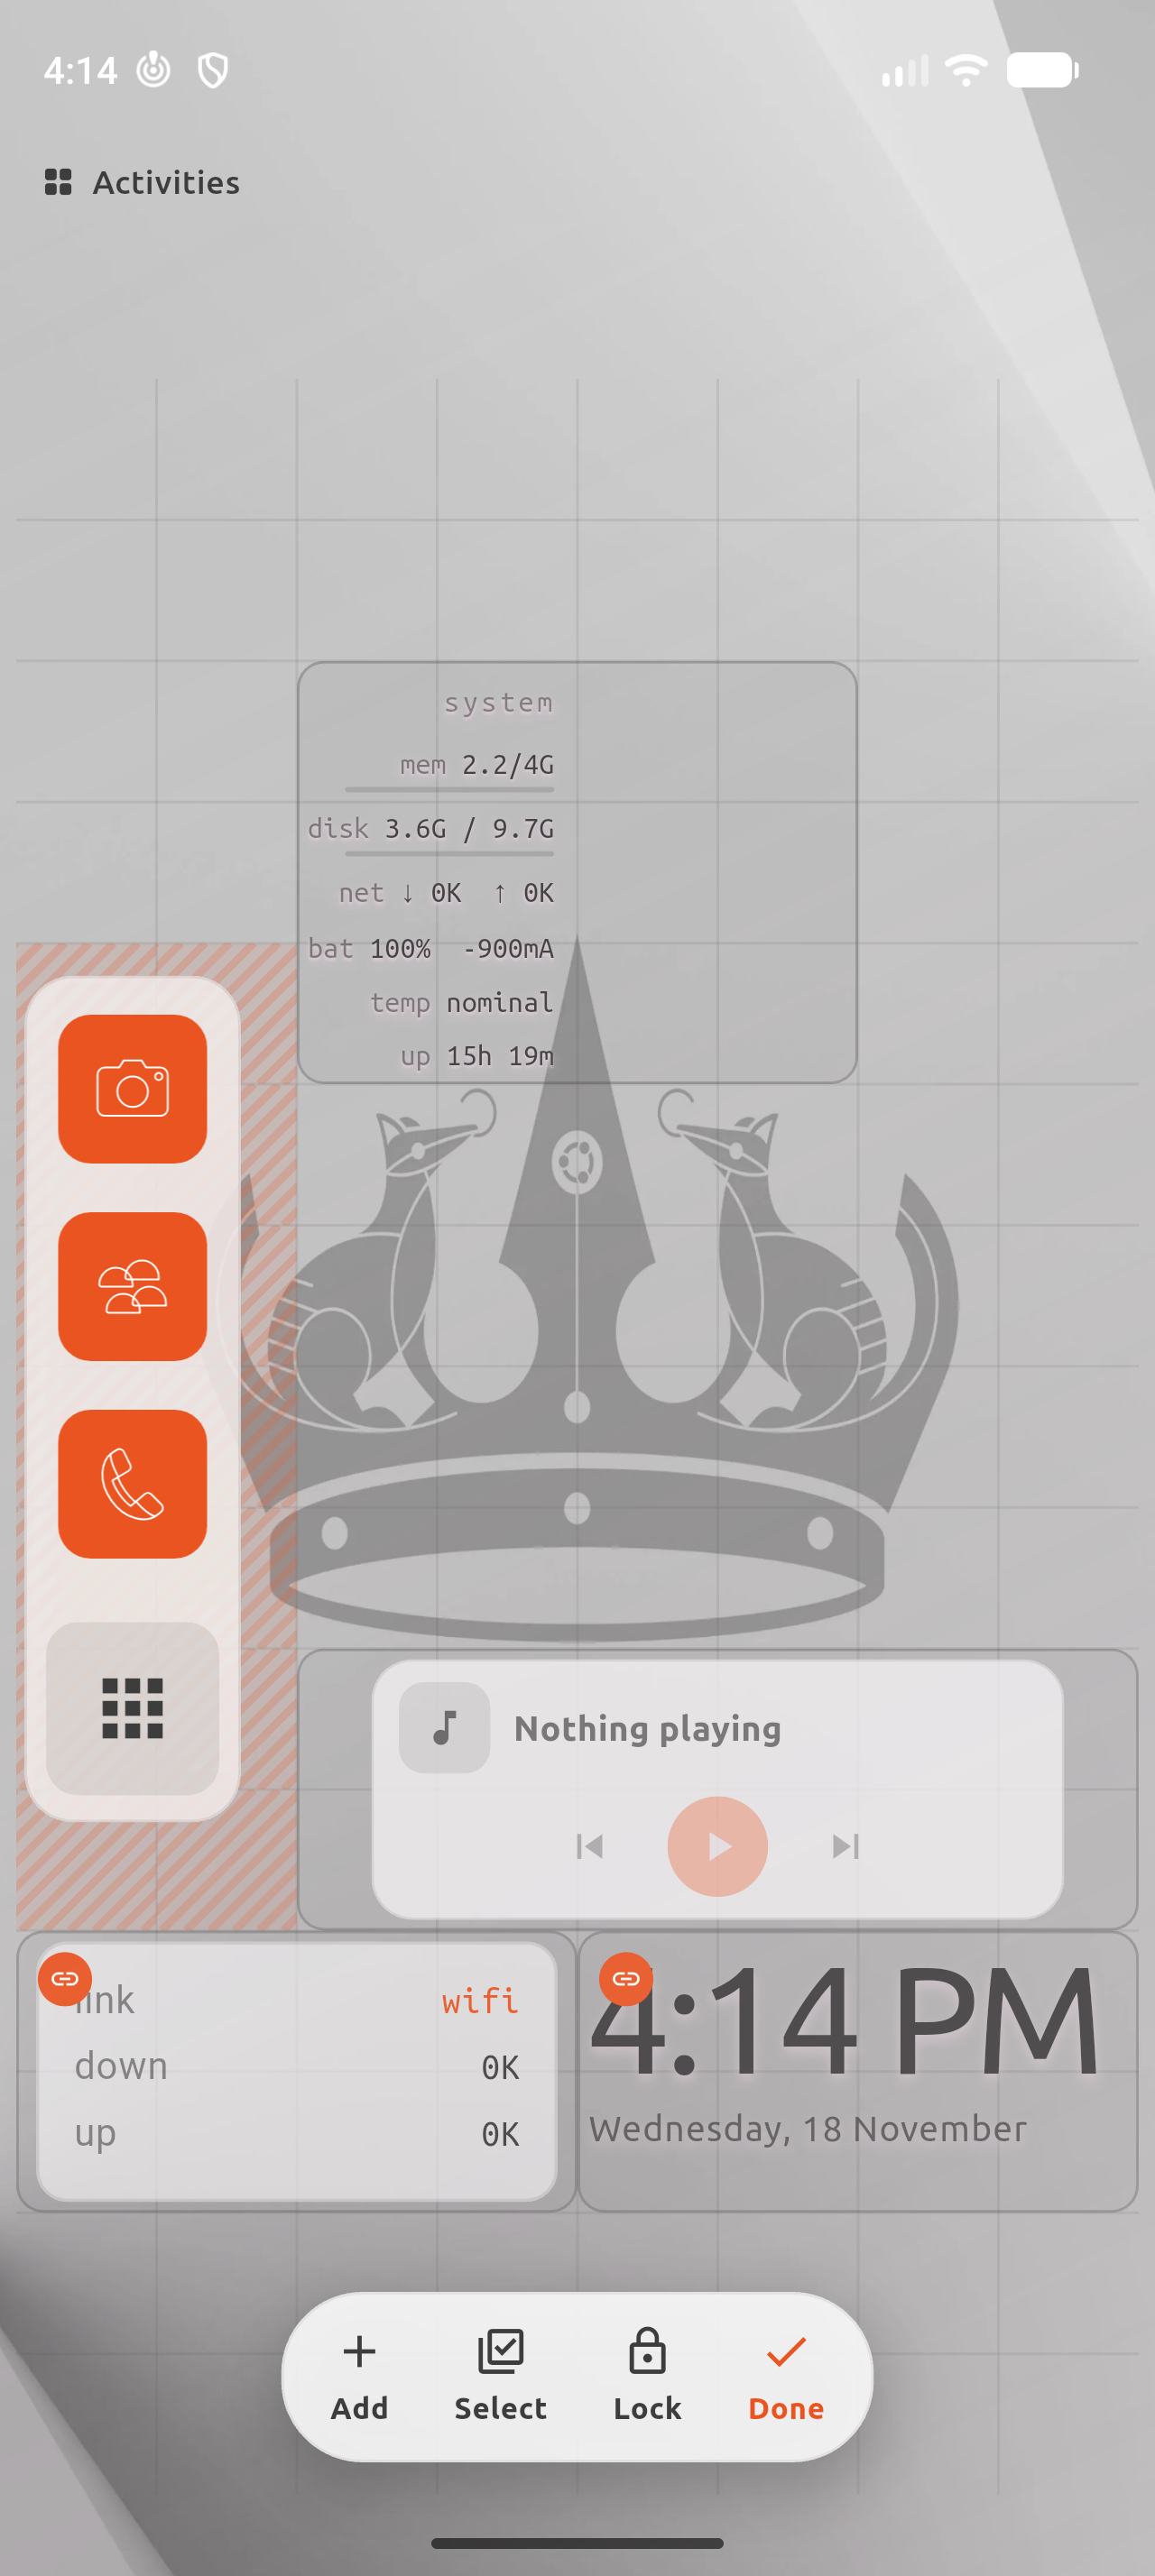 4:14
Activities
system
mem 2.2/4G
disk 3.6G / 9.7G
net ↓ 0K ↑ 0K
bat 100% -900mA
temp nominal
up 15h 19m
Nothing playing
link wifi
down 0K
up 0K
4:14 PM
Wednesday, 18 November
Add Select Lock Done